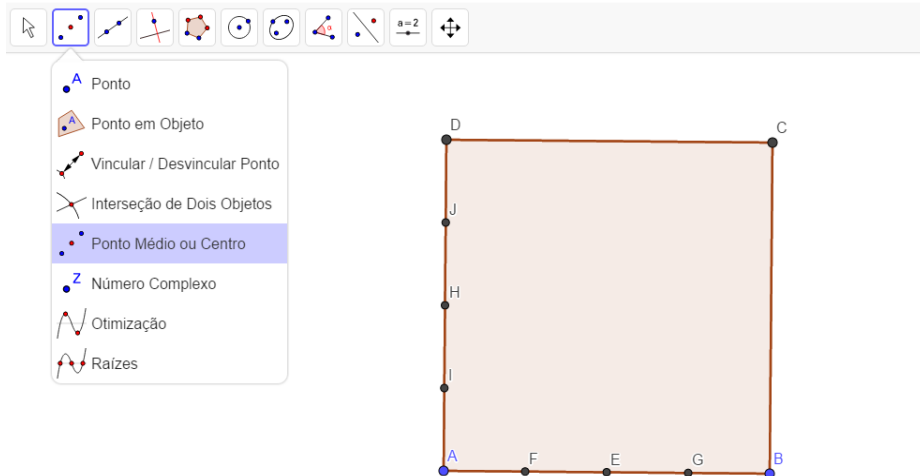 a=2
A Ponto
A Ponto em Objeto
Vincular / Desvincular Ponto
Interseção de Dois Objetos
Ponto Médio ou Centro
Z Número Complexo
Otimização
Raízes
D C
J
H
I
A F E G B